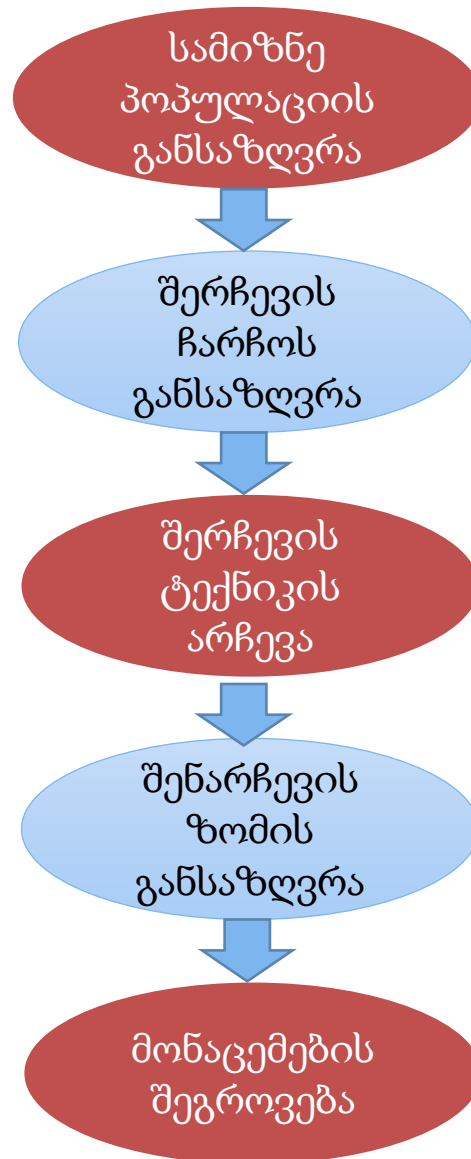 სამიზნე
პოპულაციის
განსაზღვრა
შერჩევის
ჩარჩოს
განსაზღვრა
შერჩევის
ტექნიკის
არჩევა
შენარჩევის
ზომის
განსაზღვრა
მონაცემების
შეგროვება